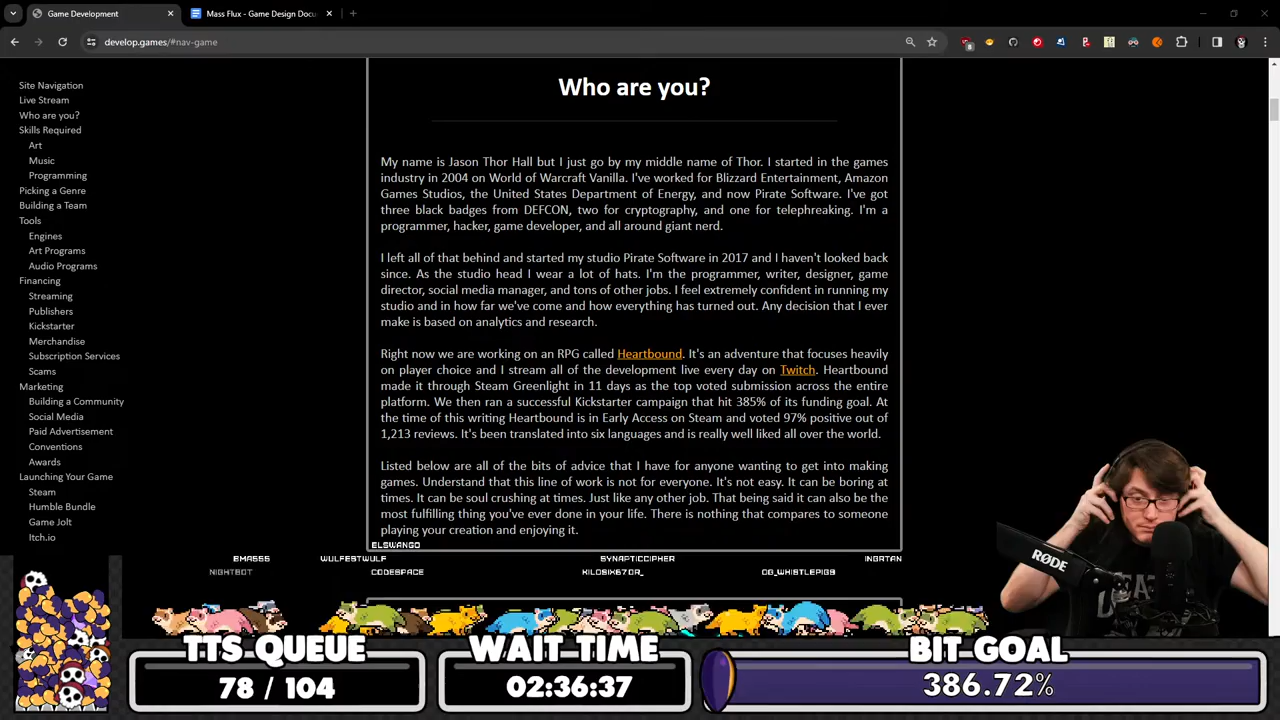 Game Development
Mass Flux - Game Design Docu
develop.games/#nav-game
Site Navigation
Live Stream
Who are you?
Skills Required
Art
Music
Programming
Picking a Genre
Building a Team
Tools
Engines
Art Programs
Audio Programs
Financing
Streaming
Publishers
Kickstarter
Merchandise
Subscription Services
Scams
Marketing
Building a Community
Social Media
Paid Advertisement
Conventions
Awards
Launching Your Game
Steam
Humble Bundle
Game Jolt
Itch.io
Who are you?
My name is Jason Thor Hall but I just go by my middle name of Thor. I started in the games
industry in 2004 on World of Warcraft Vanilla. I've worked for Blizzard Entertainment, Amazon
Games Studios, the United States Department of Energy, and now Pirate Software. I've got
three black badges from DEFCON, two for cryptography, and one for telephreaking. I'm a
programmer, hacker, game developer, and all around giant nerd.
I left all of that behind and started my studio Pirate Software in 2017 and I haven't looked back
since. As the studio head I wear a lot of hats. I'm the programmer, writer, designer, game
director, social media manager, and tons of other jobs. I feel extremely confident in running my
studio and in how far we've come and how everything has turned out. Any decision that I ever
make is based on analytics and research.
Right now we are working on an RPG called Heartbound. It's an adventure that focuses heavily
on player choice and I stream all of the development live every day on Twitch. Heartbound
made it through Steam Greenlight in 11 days as the top voted submission across the entire
platform. We then ran a successful Kickstarter campaign that hit 385% of its funding goal. At
the time of this writing Heartbound is in Early Access on Steam and voted 97% positive out of
1,213 reviews. It's been translated into six languages and is really well liked all over the world.
Listed below are all of the bits of advice that I have for anyone wanting to get into making
games. Understand that this line of work is not for everyone. It's not easy. It can be boring at
times. It can be soul crushing at times. Just like any other job. That being said it can also be the
most fulfilling thing you've ever done in your life. There is nothing that compares to someone
playing your creation and enjoying it.
ELSWANGO
BMASSS WULFESTWULF SYNAPTICCIPHER INGATAN
NIGHTBOT CODESPACE KILOSIX67OR_ OG_WHISTLEPIG9
RØDE
TTS QUEUE
78 / 104
WAIT TIME
02:36:37
BIT GOAL
386.72%